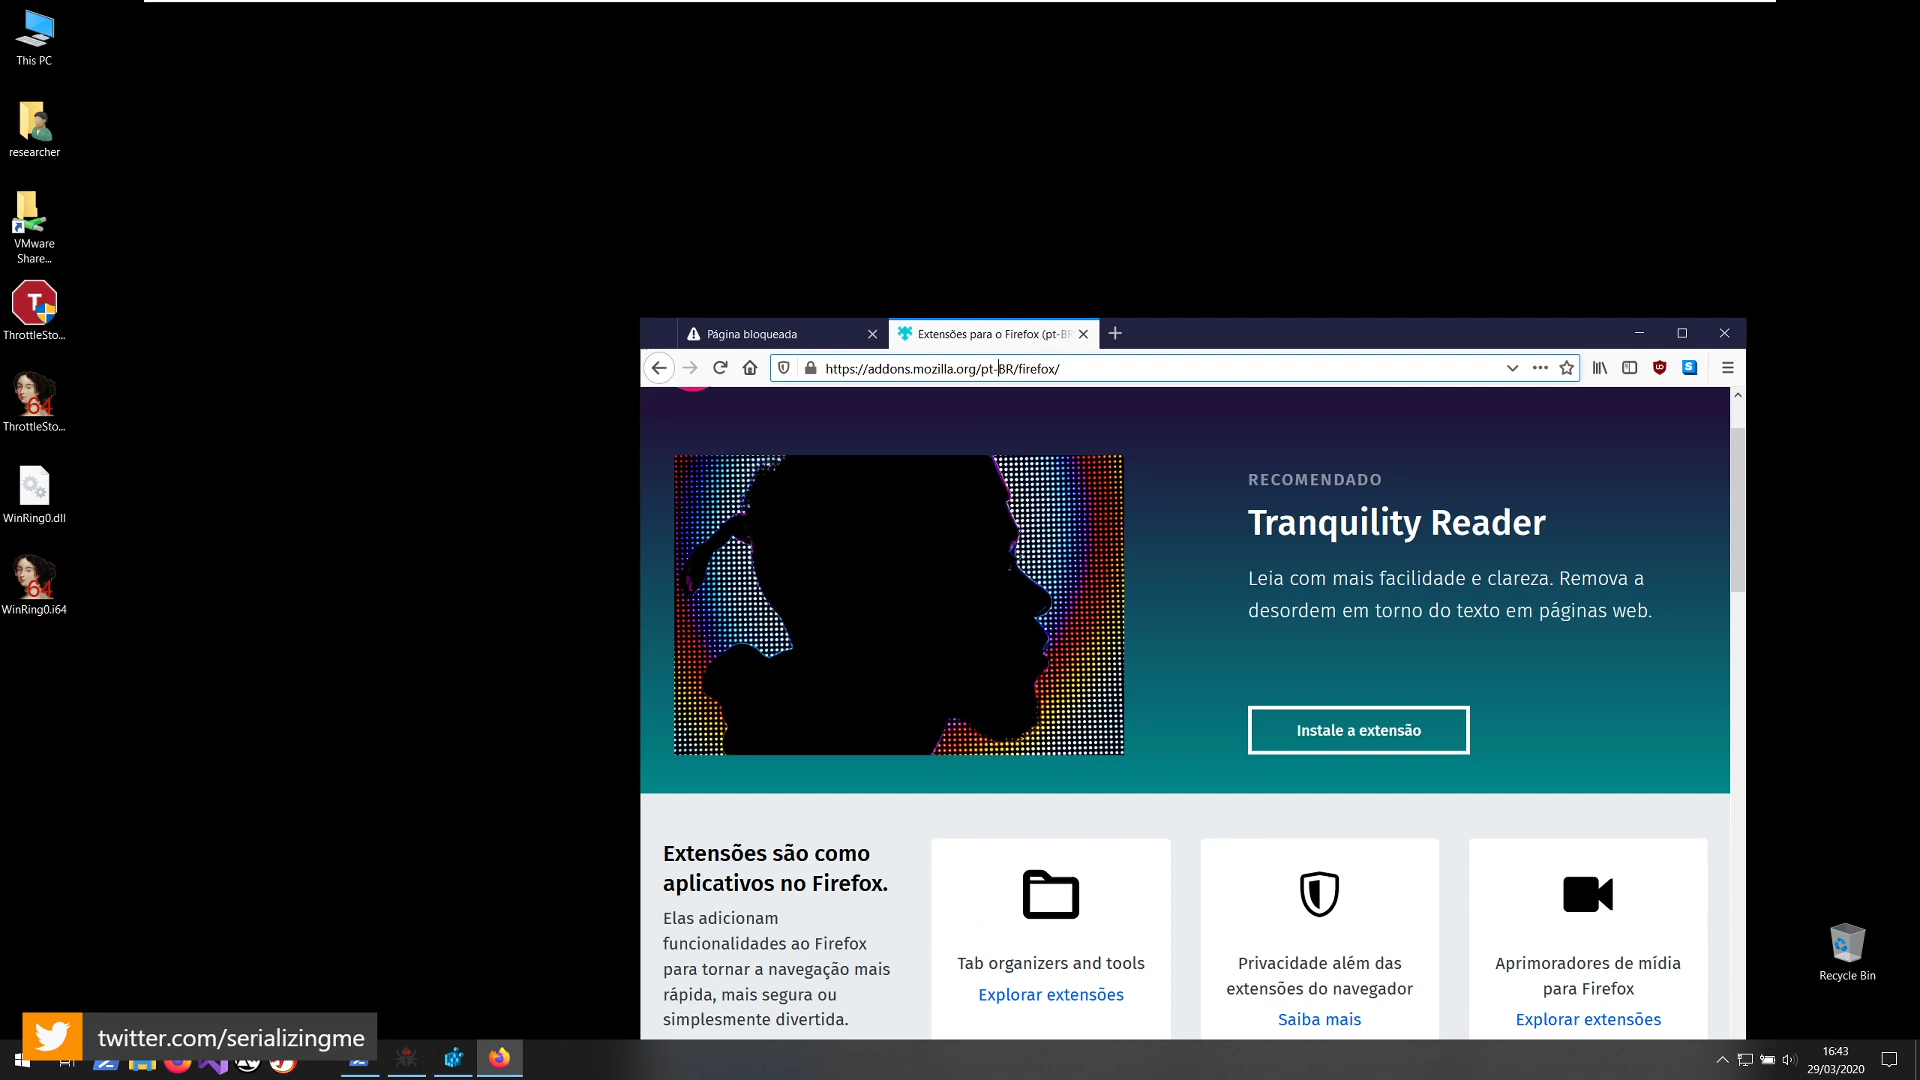 This PC
researcher
VMware
Share...
ThrottleSto...
64
ThrottleSto...
WinRing0.dll
64
WinRing0.i64
Página bloqueada
Extensões para o Firefox (pt-BR
https://addons.mozilla.org/pt-BR/firefox/
RECOMENDADO
Tranquility Reader
Leia com mais facilidade e clareza. Remova a
desordem em torno do texto em páginas web.
Instale a extensão
Extensões são como
aplicativos no Firefox.
Elas adicionam
funcionalidades ao Firefox
para tornar a navegação mais
rápida, mais segura ou
simplesmente divertida.
Tab organizers and tools
Explorar extensões
Privacidade além das
extensões do navegador
Saiba mais
Aprimoradores de mídia
para Firefox
Explorar extensões
Recycle Bin
twitter.com/serializingme
16:43
29/03/2020